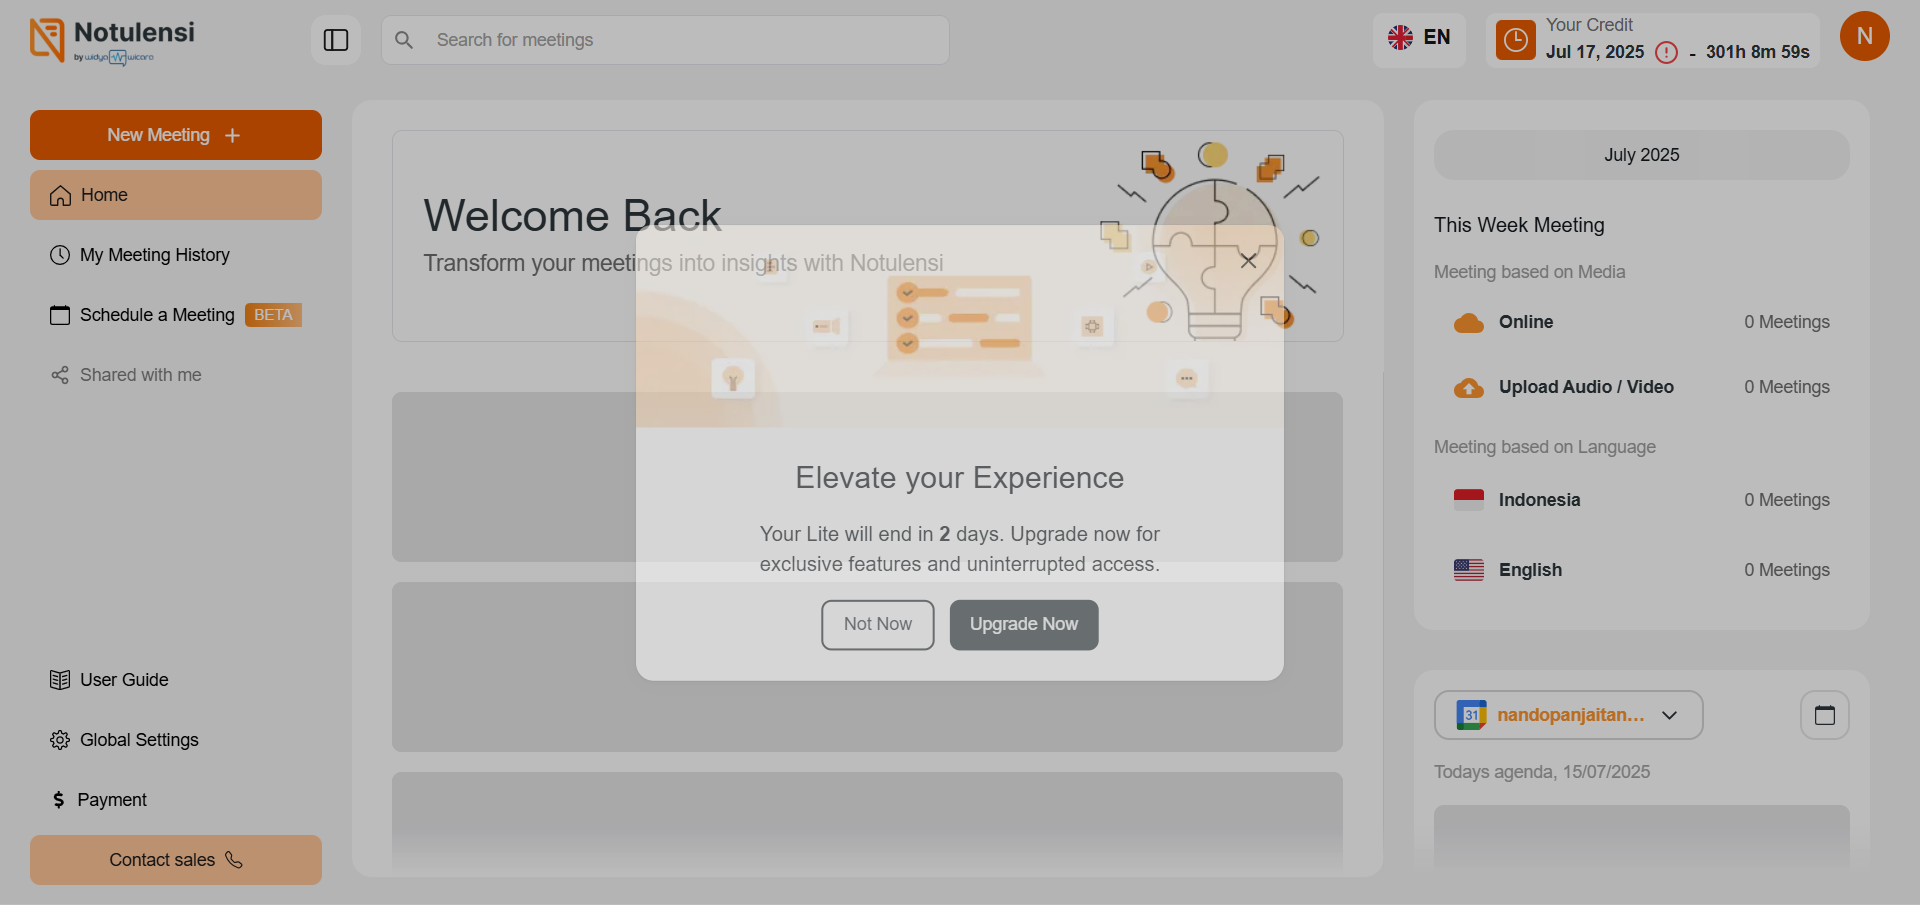 Notulensi
by widya wicara
Search for meetings
EN
Your Credit
Jul 17, 2025 - 301h 8m 59s
N
New Meeting +
Home
My Meeting History
Schedule a Meeting BETA
Shared with me
User Guide
Global Settings
$ Payment
Contact sales
Welcome Back
Transform your meetings into insights with Notulensi
Elevate your Experience
Your Lite will end in 2 days. Upgrade now for
exclusive features and uninterrupted access.
Not Now
Upgrade Now
July 2025
This Week Meeting
Meeting based on Media
Online 0 Meetings
Upload Audio / Video 0 Meetings
Meeting based on Language
Indonesia 0 Meetings
English 0 Meetings
31 nandopanjaitan...
Todays agenda, 15/07/2025